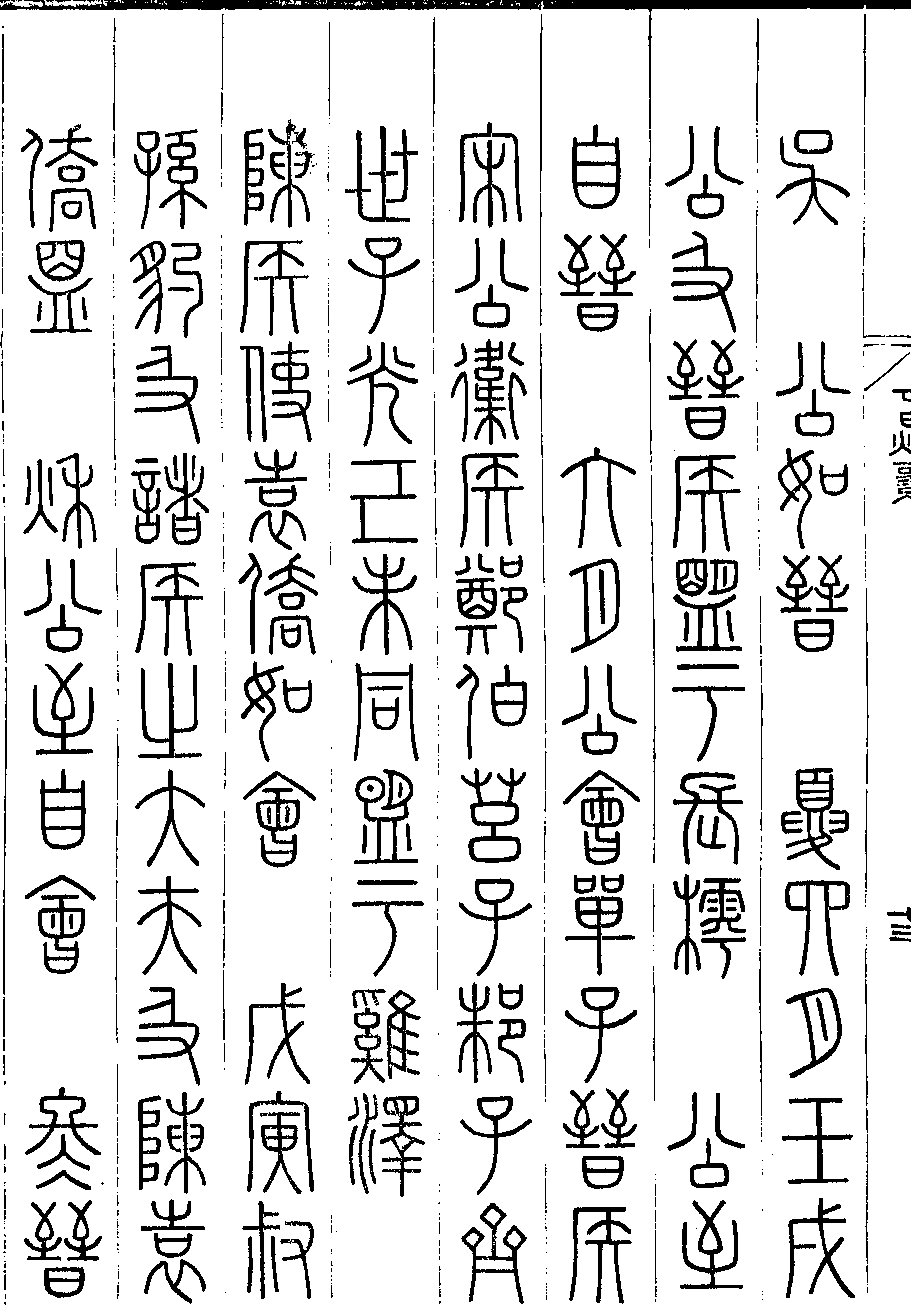 吳　公如晉　夏四月壬戌
公及晉侯盟于長樗　公至
自晉　六月公會單子晉侯
宋公衛侯鄭伯莒子邾子齊
世子光己未同盟于雞澤
陳侯使袁僑如會　戊寅叔
孫豹及諸侯之大夫及陳袁
僑盟　秋公至自會　冬晉